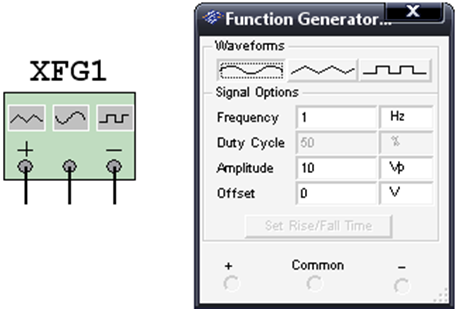 XFG1
+ −
Function Generator...
X
Waveforms
Signal Options
Frequency 1 Hz
Duty Cycle 50 %
Amplitude 10 Vp
Offset 0 V
Set Rise/Fall Time
+ Common −